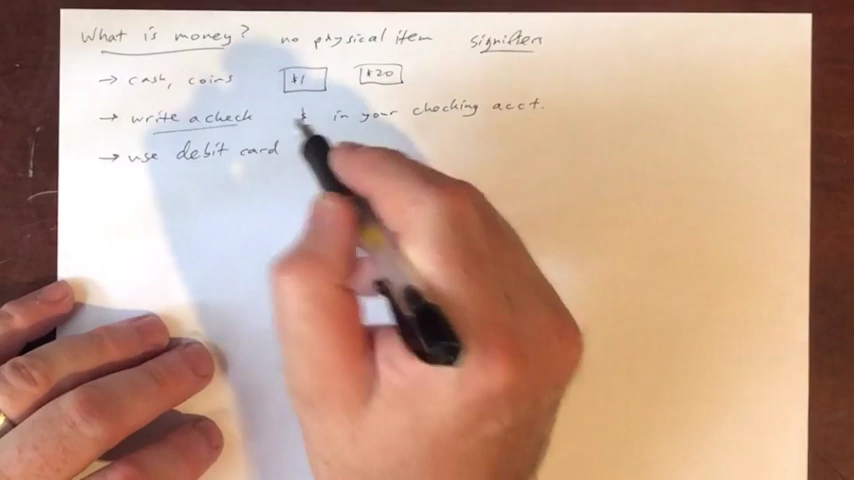 What is money? no physical item signifiers
→ cash, coins $1 $20
→ write a check $ in your checking acct.
→ use debit card